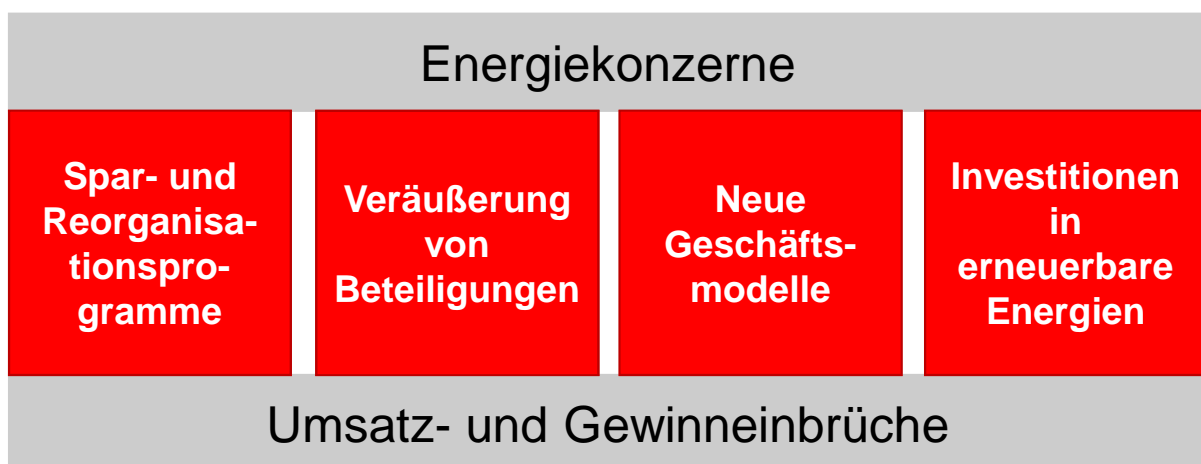 Energiekonzerne
Spar- und
Reorganisa-
tionspro-
gramme
Veräußerung
von
Beteiligungen
Neue
Geschäfts-
modelle
Investitionen
in
erneuerbare
Energien
Umsatz- und Gewinneinbrüche